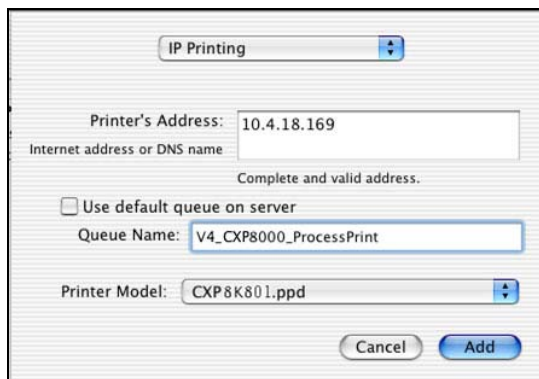 IP Printing
Printer's Address: 10.4.18.169
Internet address or DNS name
Complete and valid address.
Use default queue on server
Queue Name: V4_CXP8000_ProcessPrint
Printer Model: CXP8K801.ppd
Cancel Add